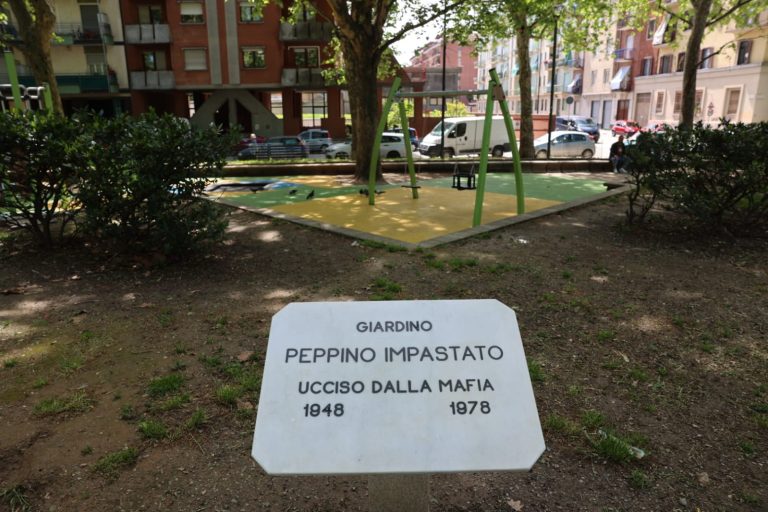 GIARDINO
PEPPINO IMPASTATO
UCCISO DALLA MAFIA
1948 1978